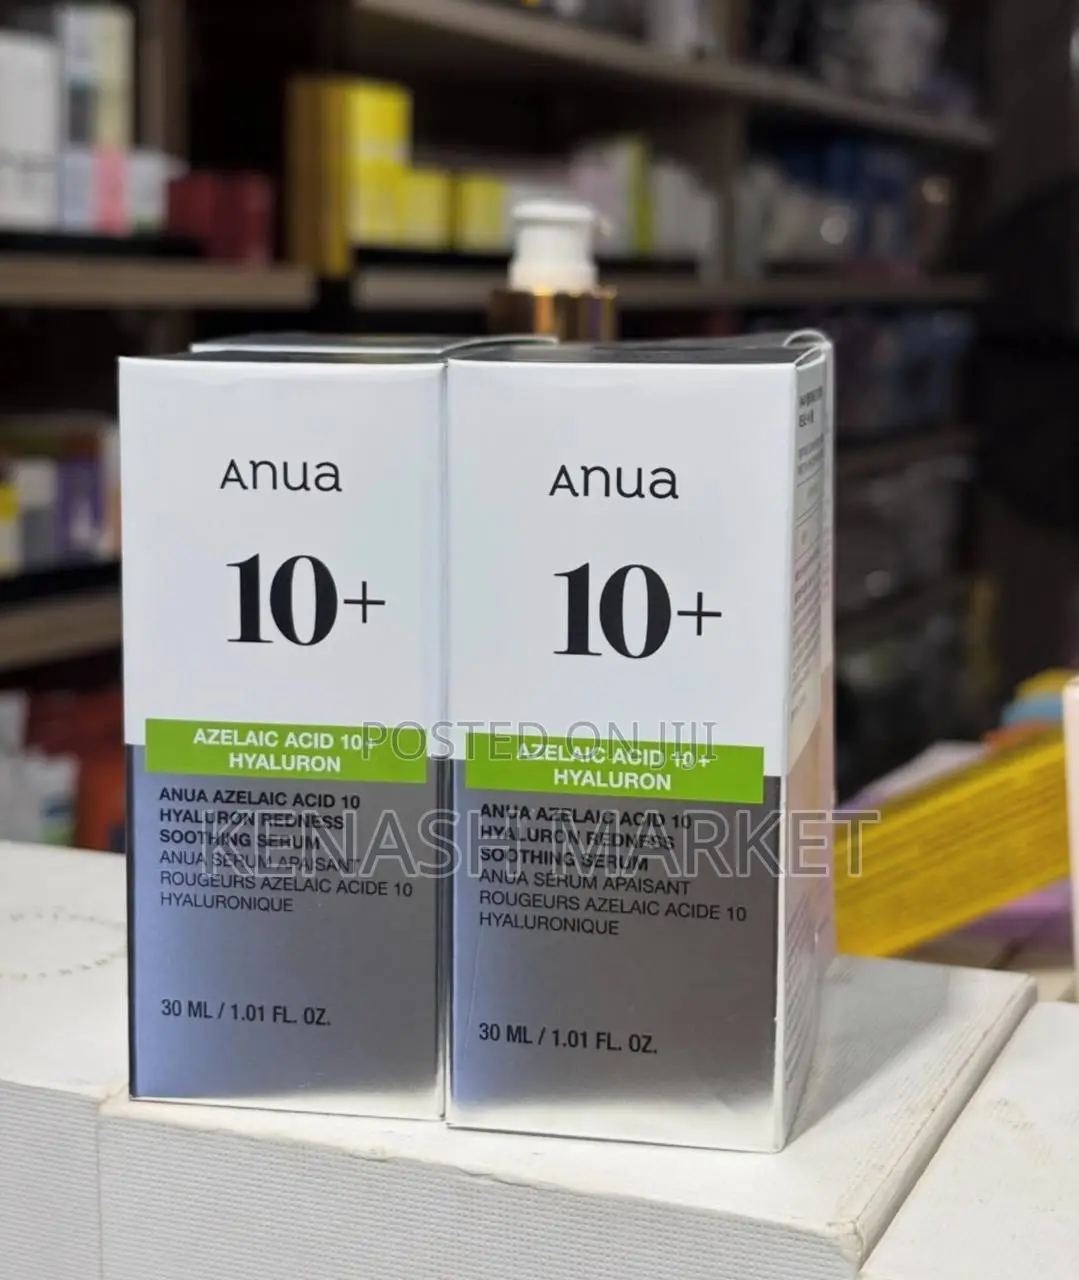 Anua
10+
AZELAIC ACID 10+
HYALURON
ANUA AZELAIC ACID 10
HYALURON REDNESS
SOOTHING SERUM
ANUA SÉRUM APAISANT
ROUGEURS AZELAIC ACIDE 10
HYALURONIQUE
30 ML / 1.01 FL. OZ.
Anua
10+
AZELAIC ACID 10+
HYALURON
ANUA AZELAIC ACID 10
HYALURON REDNESS
SOOTHING SERUM
ANUA SÉRUM APAISANT
ROUGEURS AZELAIC ACIDE 10
HYALURONIQUE
30 ML / 1.01 FL. OZ.
POSTED ON JIJI
KENASH MARKET